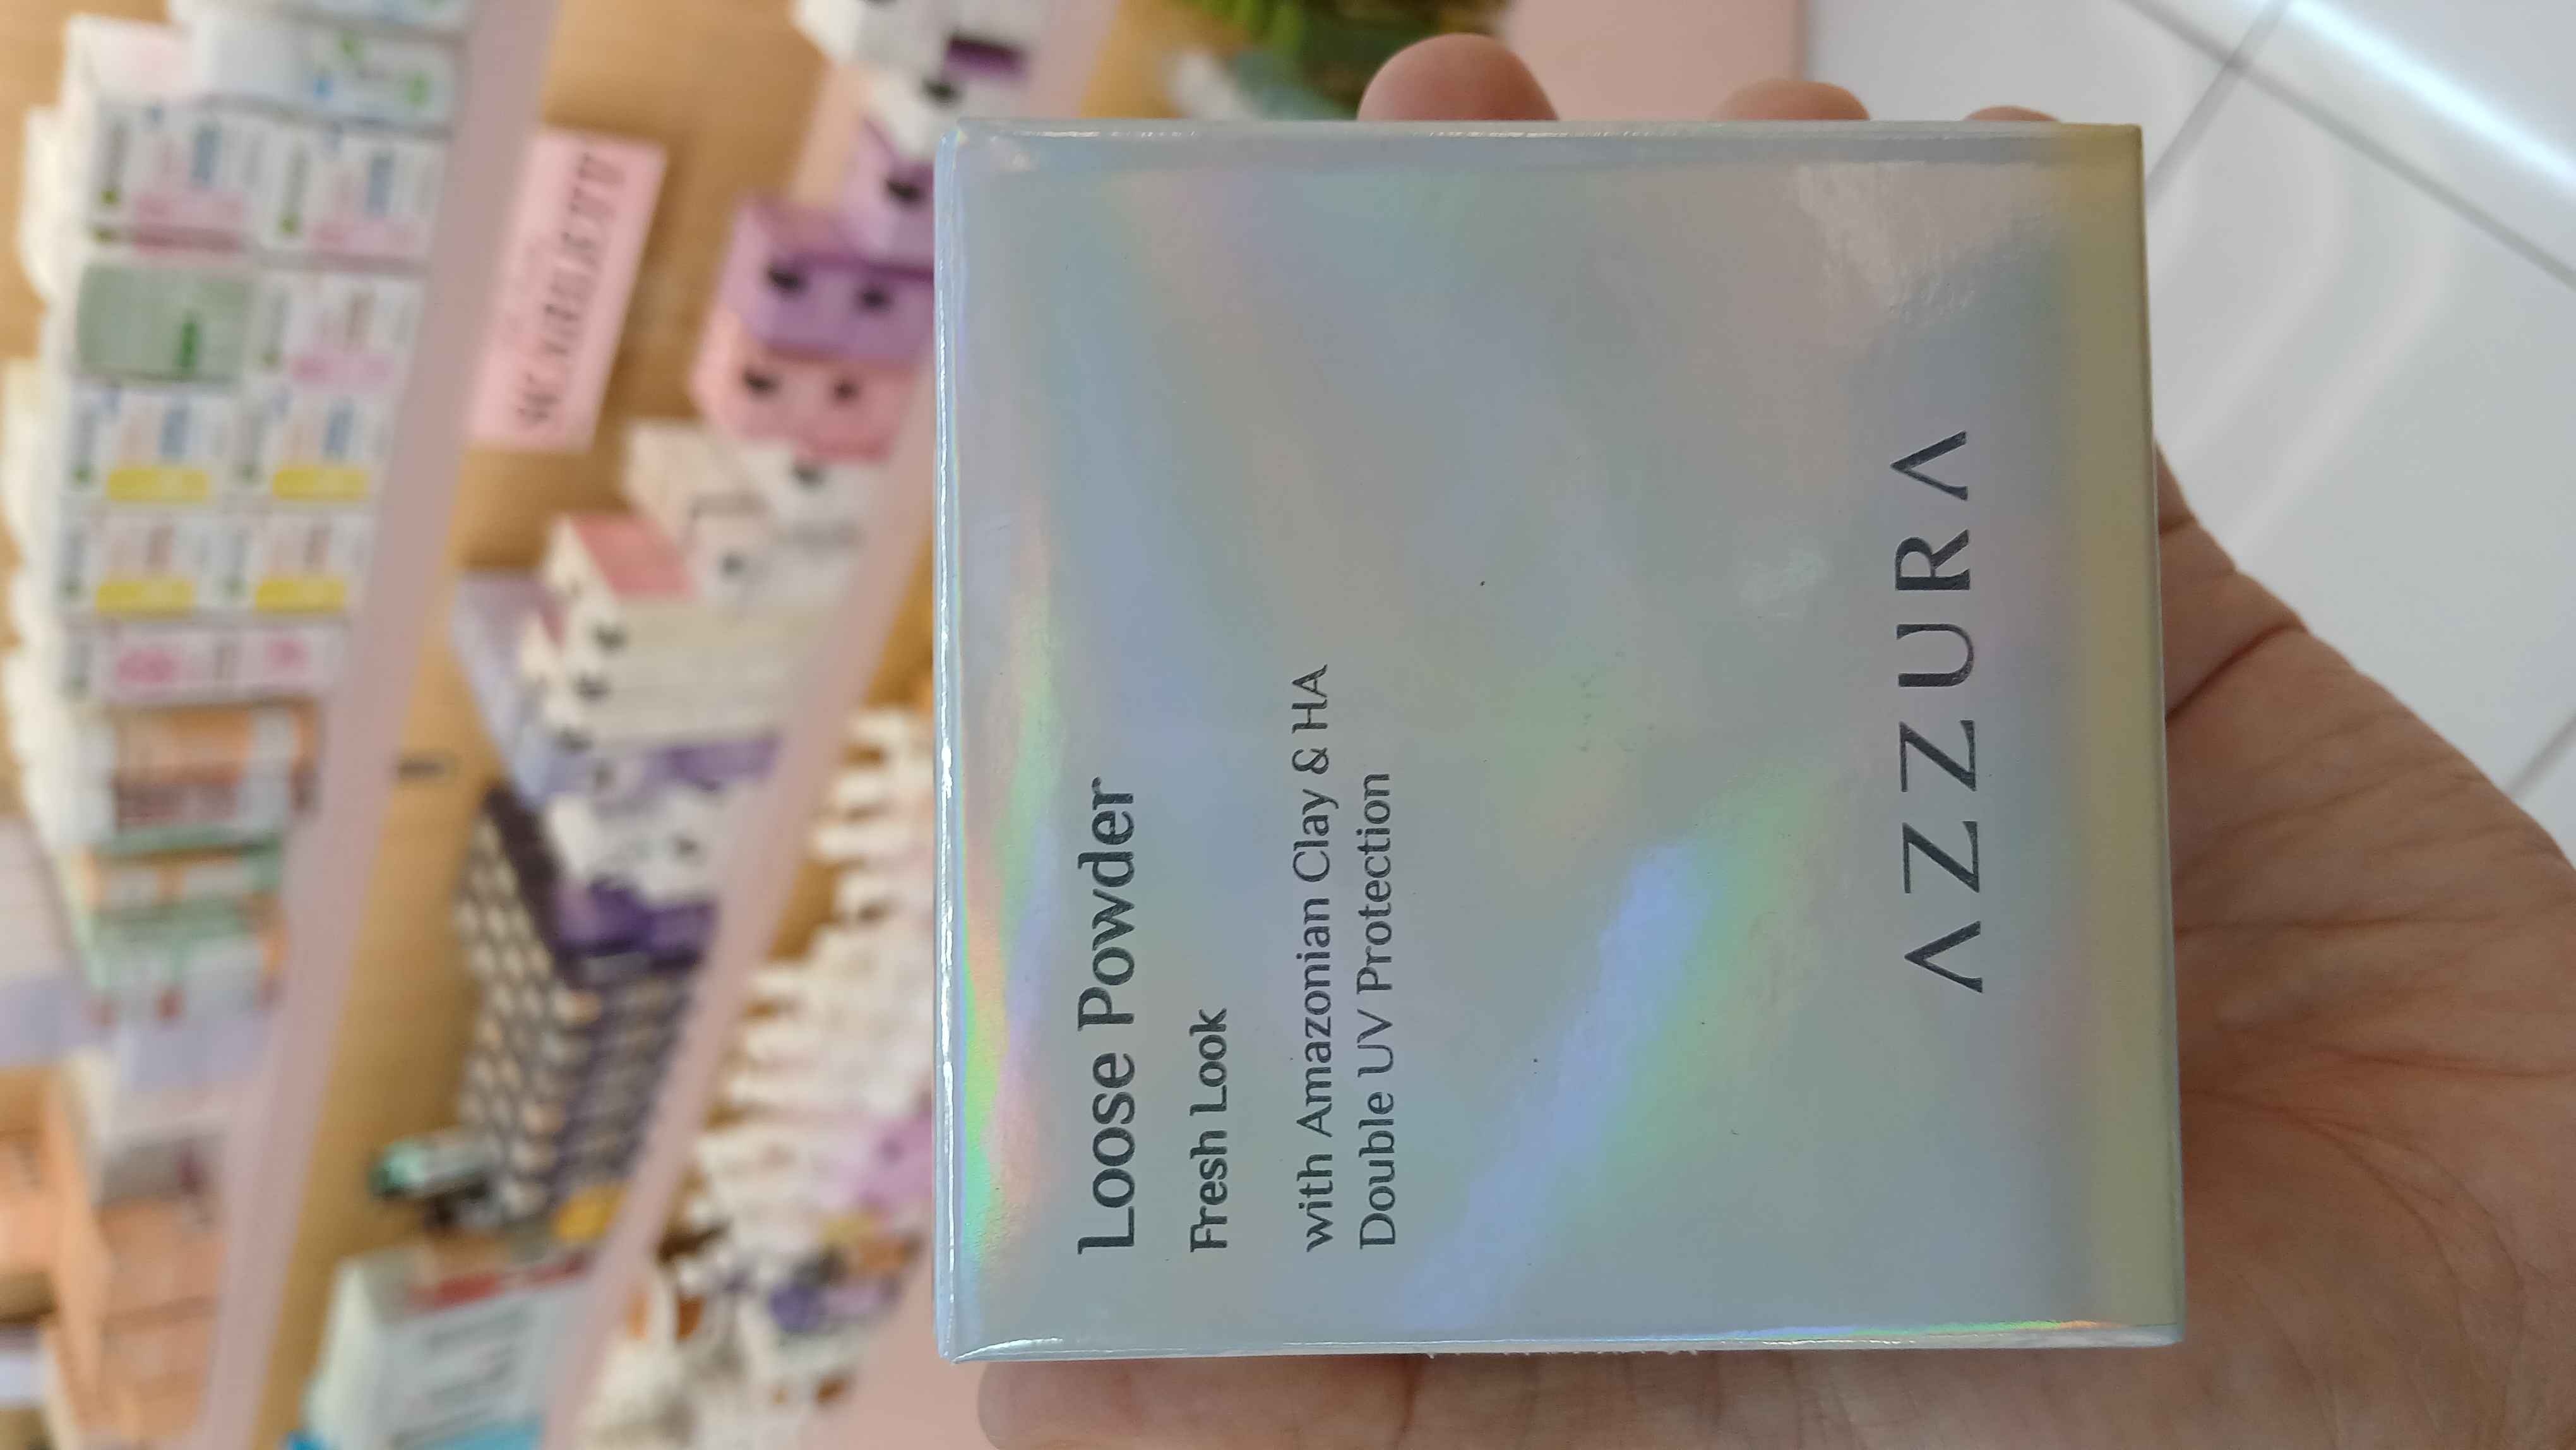 Loose Powder
Fresh Look
with Amazonian Clay & HA
Double UV Protection
AZZURA